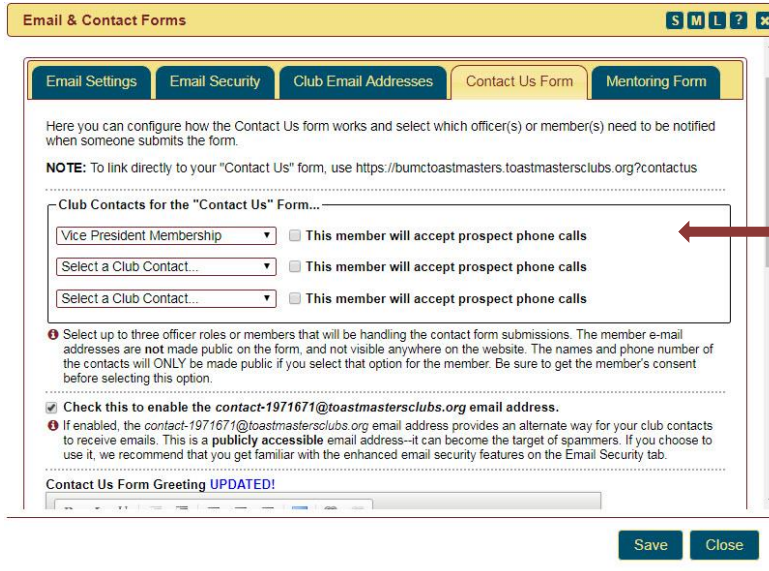 Email & Contact Forms
S M L ?
Email Settings Email Security Club Email Addresses Contact Us Form Mentoring Form
Here you can configure how the Contact Us form works and select which officer(s) or member(s) need to be notified
when someone submits the form.
NOTE: To link directly to your "Contact Us" form, use https://bumctoastmasters.toastmastersclubs.org?contactus
Club Contacts for the "Contact Us" Form...
Vice President Membership This member will accept prospect phone calls
Select a Club Contact... This member will accept prospect phone calls
Select a Club Contact... This member will accept prospect phone calls
Select up to three officer roles or members that will be handling the contact form submissions. The member e-mail
addresses are not made public on the form, and not visible anywhere on the website. The names and phone number of
the contacts will ONLY be made public if you select that option for the member. Be sure to get the member's consent
before selecting this option.
Check this to enable the contact-1971671@toastmastersclubs.org email address.
If enabled, the contact-1971671@toastmastersclubs.org email address provides an alternate way for your club contacts
to receive emails. This is a publicly accessible email address--it can become the target of spammers. If you choose to
use it, we recommend that you get familiar with the enhanced email security features on the Email Security tab.
Contact Us Form Greeting UPDATED!
Save Close